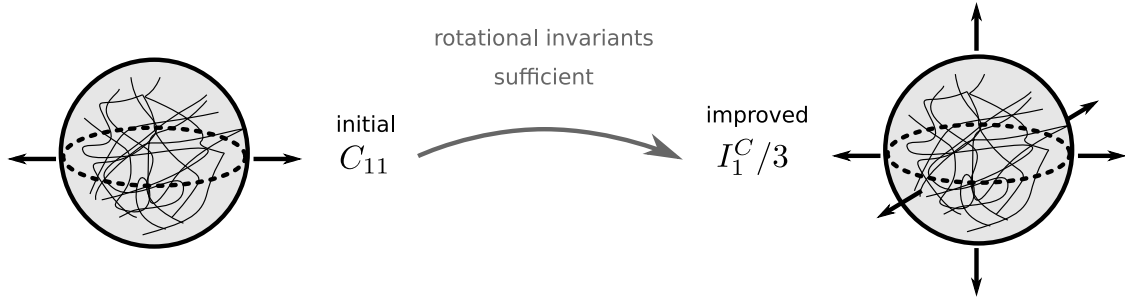 rotational invariants
sufficient
initial
C₁₁
improved
I₁ᶜ/3